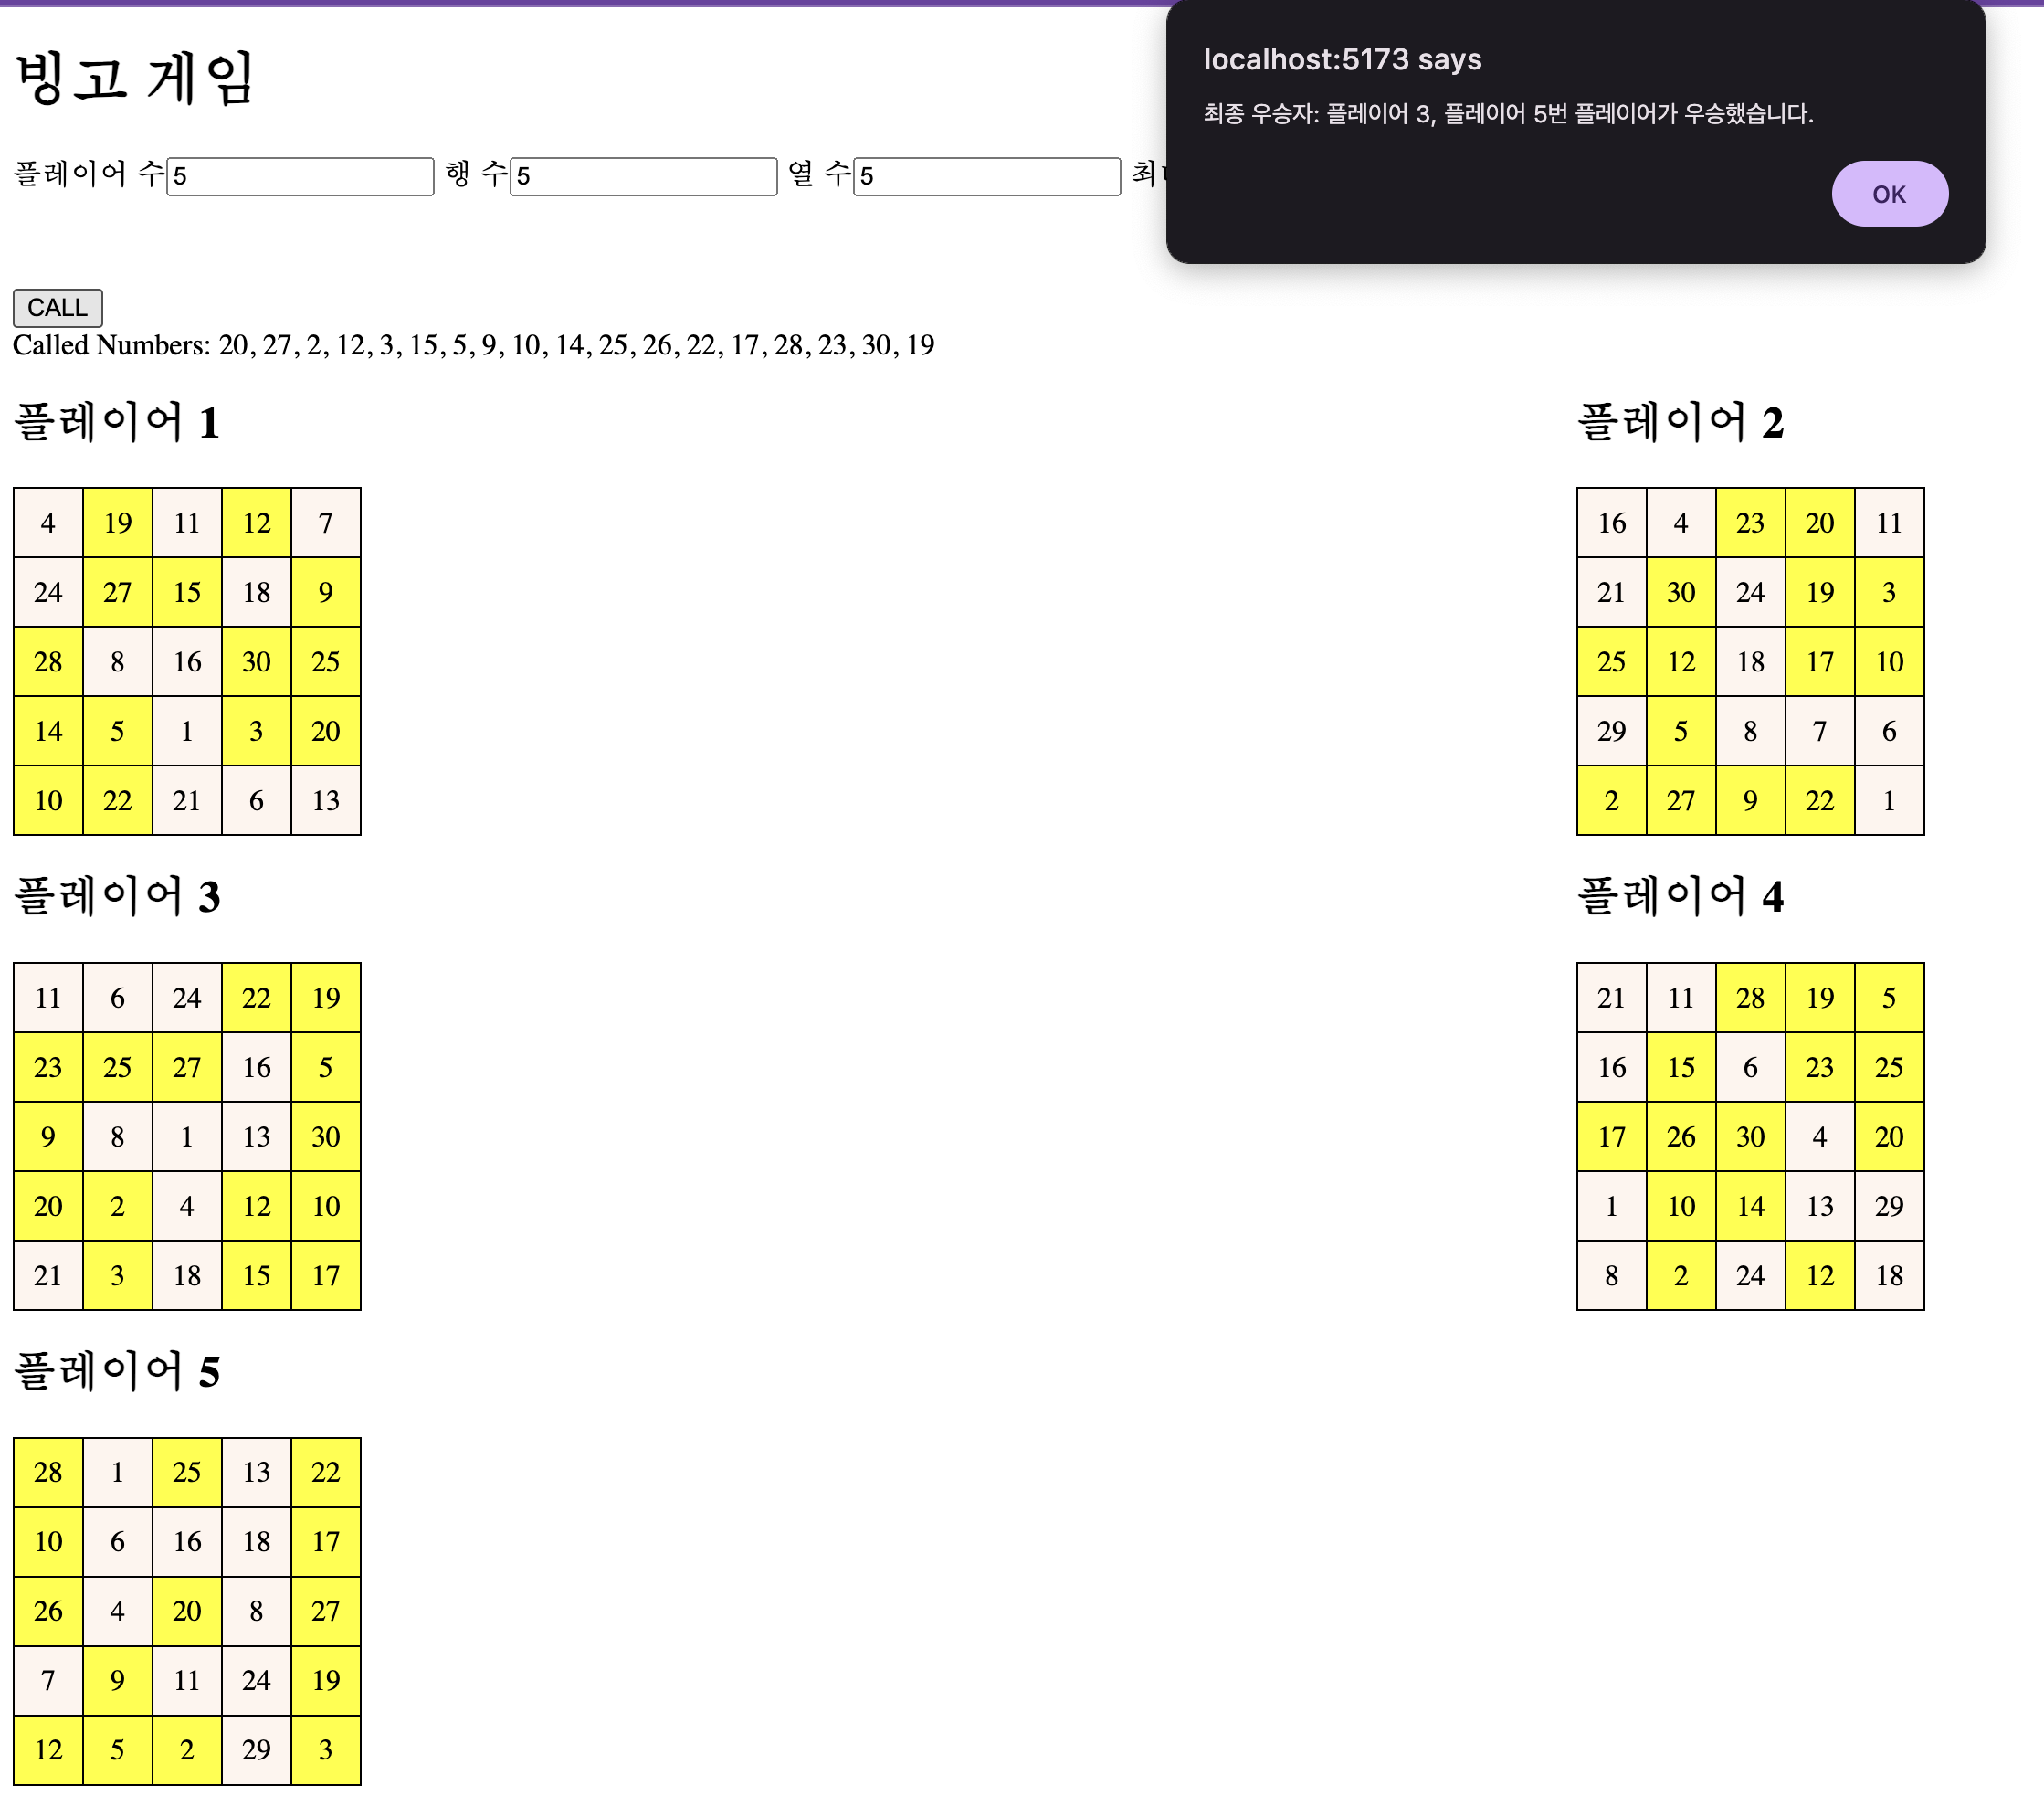 빙고 게임
localhost:5173 says
최종 우승자: 플레이어 3, 플레이어 5번 플레이어가 우승했습니다.
OK
플레이어 수 5 행 수 5 열 수 5
CALL
Called Numbers: 20, 27, 2, 12, 3, 15, 5, 9, 10, 14, 25, 26, 22, 17, 28, 23, 30, 19
플레이어 1
4 19 11 12 7
24 27 15 18 9
28 8 16 30 25
14 5 1 3 20
10 22 21 6 13
플레이어 2
16 4 23 20 11
21 30 24 19 3
25 12 18 17 10
29 5 8 7 6
2 27 9 22 1
플레이어 3
11 6 24 22 19
23 25 27 16 5
9 8 1 13 30
20 2 4 12 10
21 3 18 15 17
플레이어 4
21 11 28 19 5
16 15 6 23 25
17 26 30 4 20
1 10 14 13 29
8 2 24 12 18
플레이어 5
28 1 25 13 22
10 6 16 18 17
26 4 20 8 27
7 9 11 24 19
12 5 2 29 3